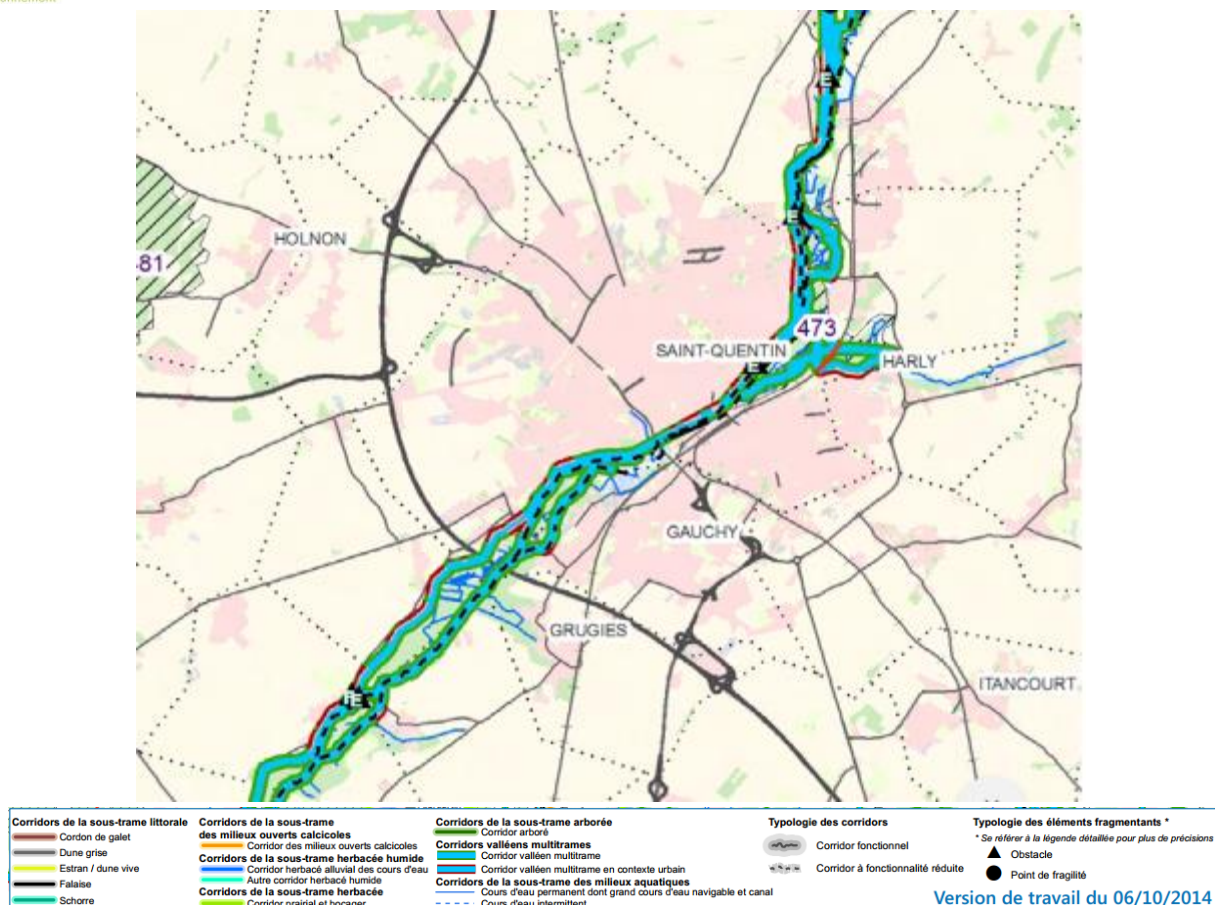 onnement
HOLNON
81
473
SAINT-QUENTIN
HARLY
GAUCHY
GRUGIES
ITANCOURT
E
E
E
E
Corridors de la sous-trame littorale
Cordon de galet
Dune grise
Estran / dune vive
Falaise
Schorre
Corridors de la sous-trame
des milieux ouverts calcicoles
Corridor des milieux ouverts calcicoles
Corridors de la sous-trame herbacée humide
Corridor herbacé alluvial des cours d'eau
Autre corridor herbacé humide
Corridors de la sous-trame herbacée
Corridor prairial et bocager
Corridors de la sous-trame arborée
Corridor arboré
Corridors valléens multitrames
Corridor valléen multitrame
Corridor valléen multitrame en contexte urbain
Corridors de la sous-trame des milieux aquatiques
Cours d'eau permanent dont grand cours d'eau navigable et canal
Cours d'eau intermittent
Typologie des corridors
Corridor fonctionnel
Corridor à fonctionnalité réduite
Typologie des éléments fragmentants *
* Se référer à la légende détaillée pour plus de précisions
Obstacle
Point de fragilité
Version de travail du 06/10/2014